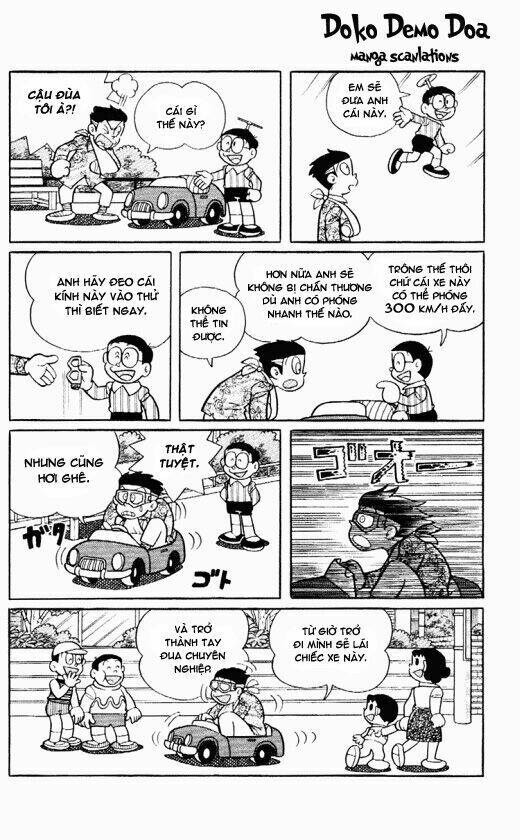 Doko Demo Doa
manga scanlations
EM SẼ
ĐƯA ANH
CÁI NÀY.
CẬU ĐÙA
TÔI À?!
CÁI GÌ
THẾ NÀY?
ANH HÃY ĐEO CÁI
KÍNH NÀY VÀO THỬ
THÌ BIẾT NGAY.
TRÔNG THẾ THÔI
CHỨ CÁI XE NÀY
CÓ THỂ PHÓNG
300 KM/H ĐẤY.
HƠN NỮA ANH SẼ
KHÔNG BỊ CHẤN THƯƠNG
DÙ ANH CÓ PHÓNG
NHANH THẾ NÀO.
KHÔNG
THỂ TIN
ĐƯỢC.
THẬT
TUYỆT.
NHƯNG CŨNG
HƠI GHÊ.
ガタ
ゴト
ゴオー
TỪ GIỜ TRỞ
ĐI MÌNH SẼ LÁI
CHIẾC XE NÀY.
VÀ TRỞ
THÀNH TAY
ĐUA CHUYÊN
NGHIỆP.